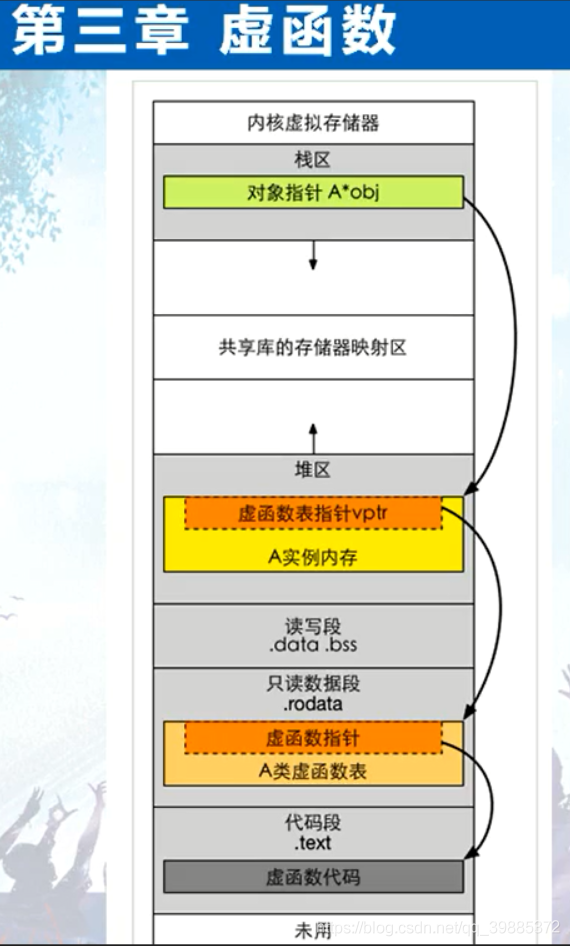 第三章 虚函数
内核虚拟存储器
栈区
对象指针 A*obj
共享库的存储器映射区
堆区
虚函数表指针vptr
A实例内存
读写段
.data .bss
只读数据段
.rodata
虚函数指针
A类虚函数表
代码段
.text
虚函数代码
未用
https://blog.csdn.net/qq_39885372